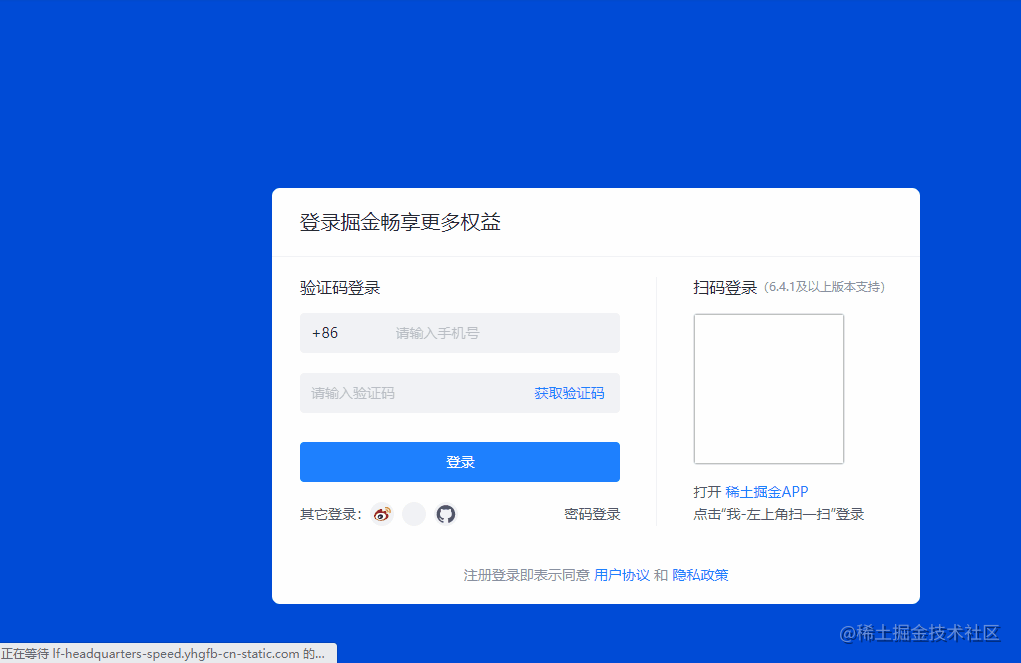 登录掘金畅享更多权益
验证码登录
+86 请输入手机号
请输入验证码 获取验证码
登录
其它登录： 密码登录
扫码登录（6.4.1及以上版本支持）
打开 稀土掘金APP
点击“我-左上角扫一扫”登录
注册登录即表示同意 用户协议 和 隐私政策
@稀土掘金技术社区
正在等待 lf-headquarters-speed.yhgfb-cn-static.com 的...